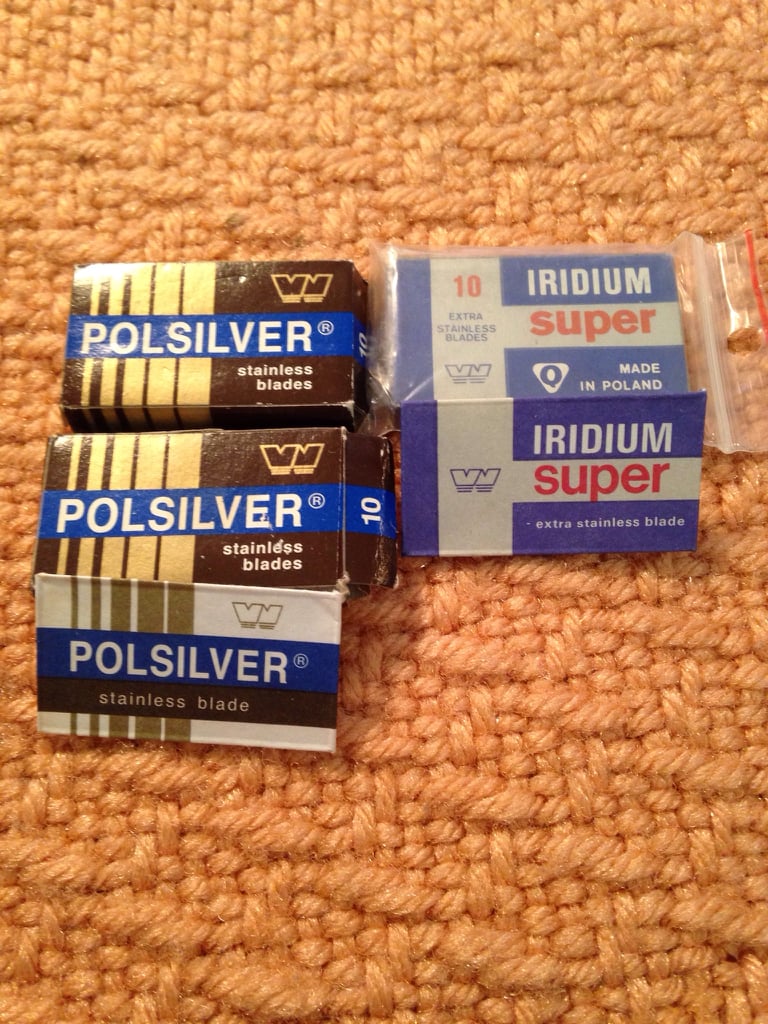 POLSILVER®
stainless
blades
10
POLSILVER®
stainless
blades
10
POLSILVER®
stainless blade
10
EXTRA
STAINLESS
BLADES
IRIDIUM
super
Q
MADE
IN POLAND
IRIDIUM
super
- extra stainless blade